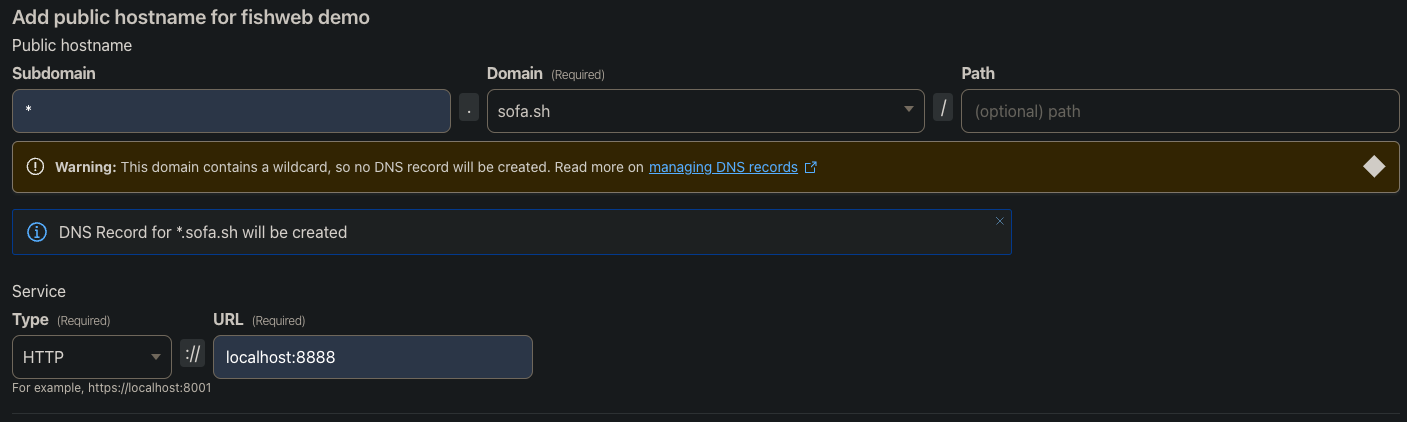 Add public hostname for fishweb demo
Public hostname
Subdomain Domain (Required) Path
* . sofa.sh / (optional) path
Warning: This domain contains a wildcard, so no DNS record will be created. Read more on managing DNS records
DNS Record for *.sofa.sh will be created
Service
Type (Required) URL (Required)
HTTP :// localhost:8888
For example, https://localhost:8001